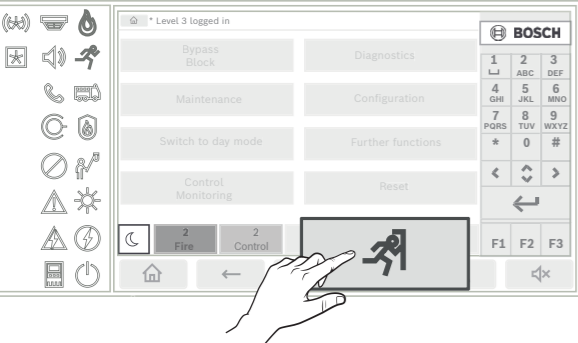 * Level 3 logged in
BOSCH
Bypass
Block
Diagnostics
Maintenance
Configuration
Switch to day mode
Further functions
Control
Monitoring
Reset
2
Fire
2
Control
1
2
ABC
3
DEF
4
GHI
5
JKL
6
MNO
7
PQRS
8
TUV
9
WXYZ
*
0
#
F1 F2 F3